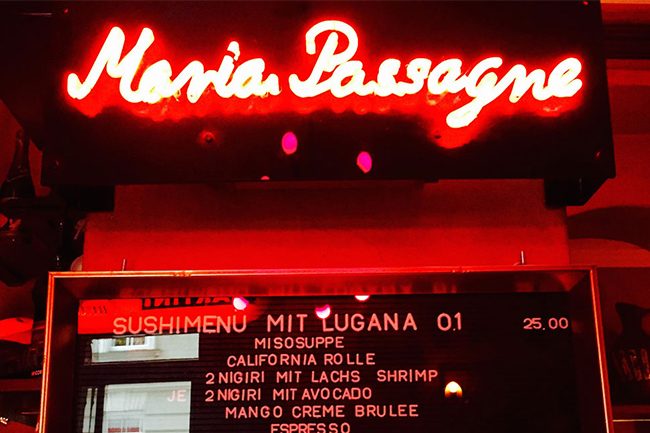 Maria Passagne
SUSHIMENU MIT LUGANA 0.1 25.00
MISOSUPPE
CALIFORNIA ROLLE
2 NIGIRI MIT LACHS SHRIMP
JE 2 NIGIRI MIT AVOCADO
MANGO CREME BRULEE
ESPRESSO